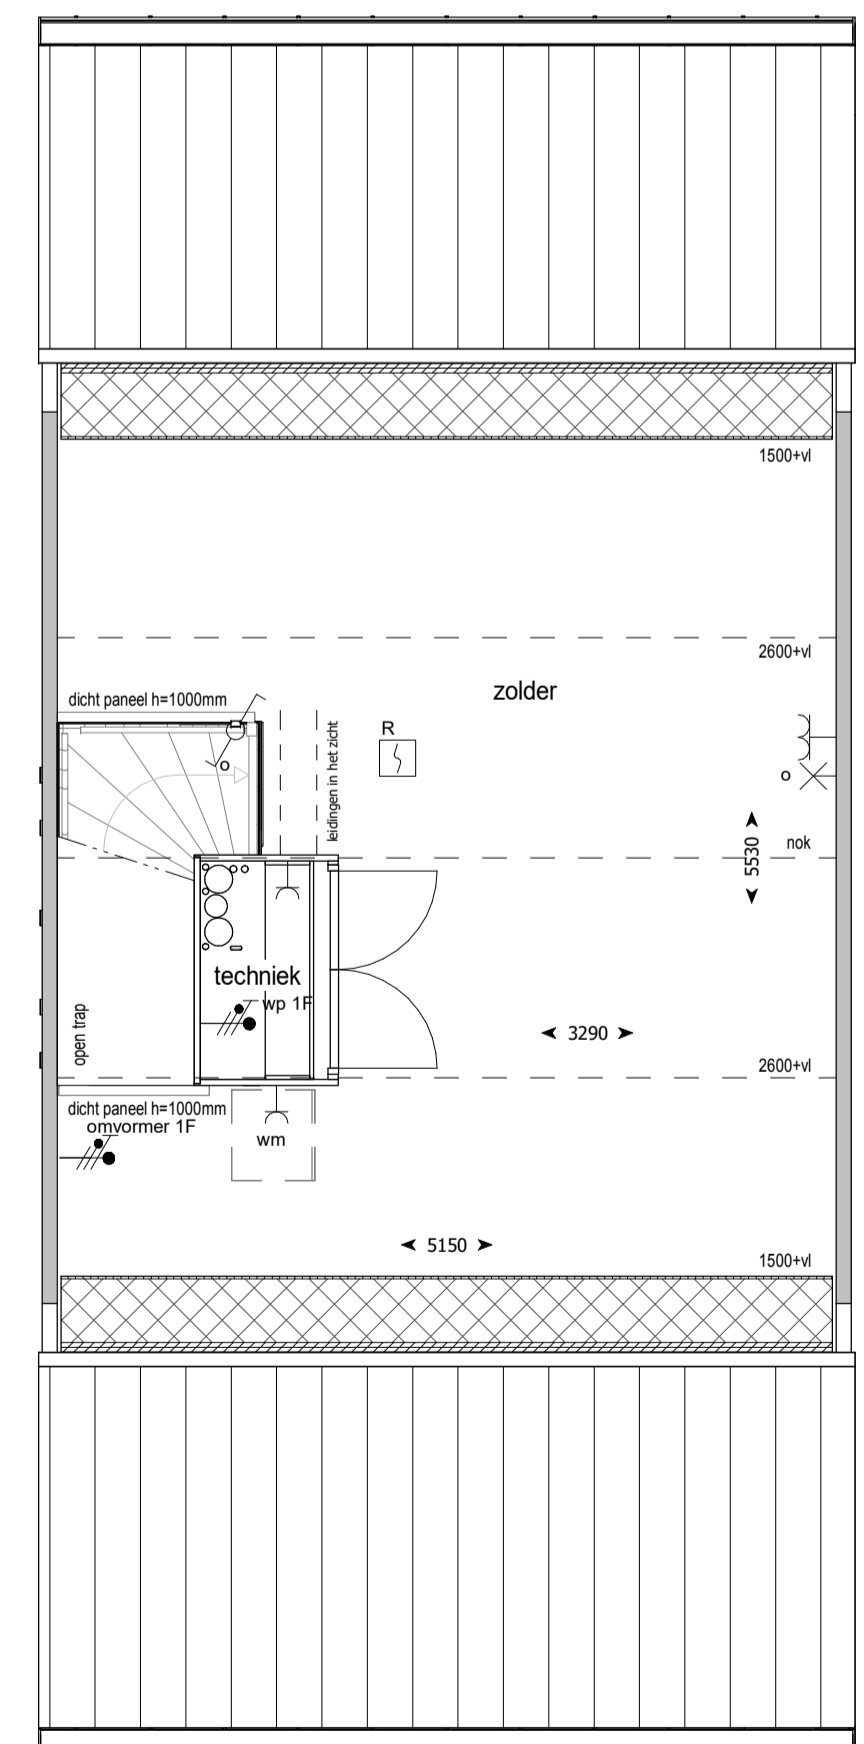 1500+vl
2600+vl
zolder
dicht paneel h=1000mm
R
leidingen in het zicht
o
o
nok
5530
techniek
wp 1F
3290
open trap
2600+vl
dicht paneel h=1000mm
omvormer 1F
wm
5150
1500+vl